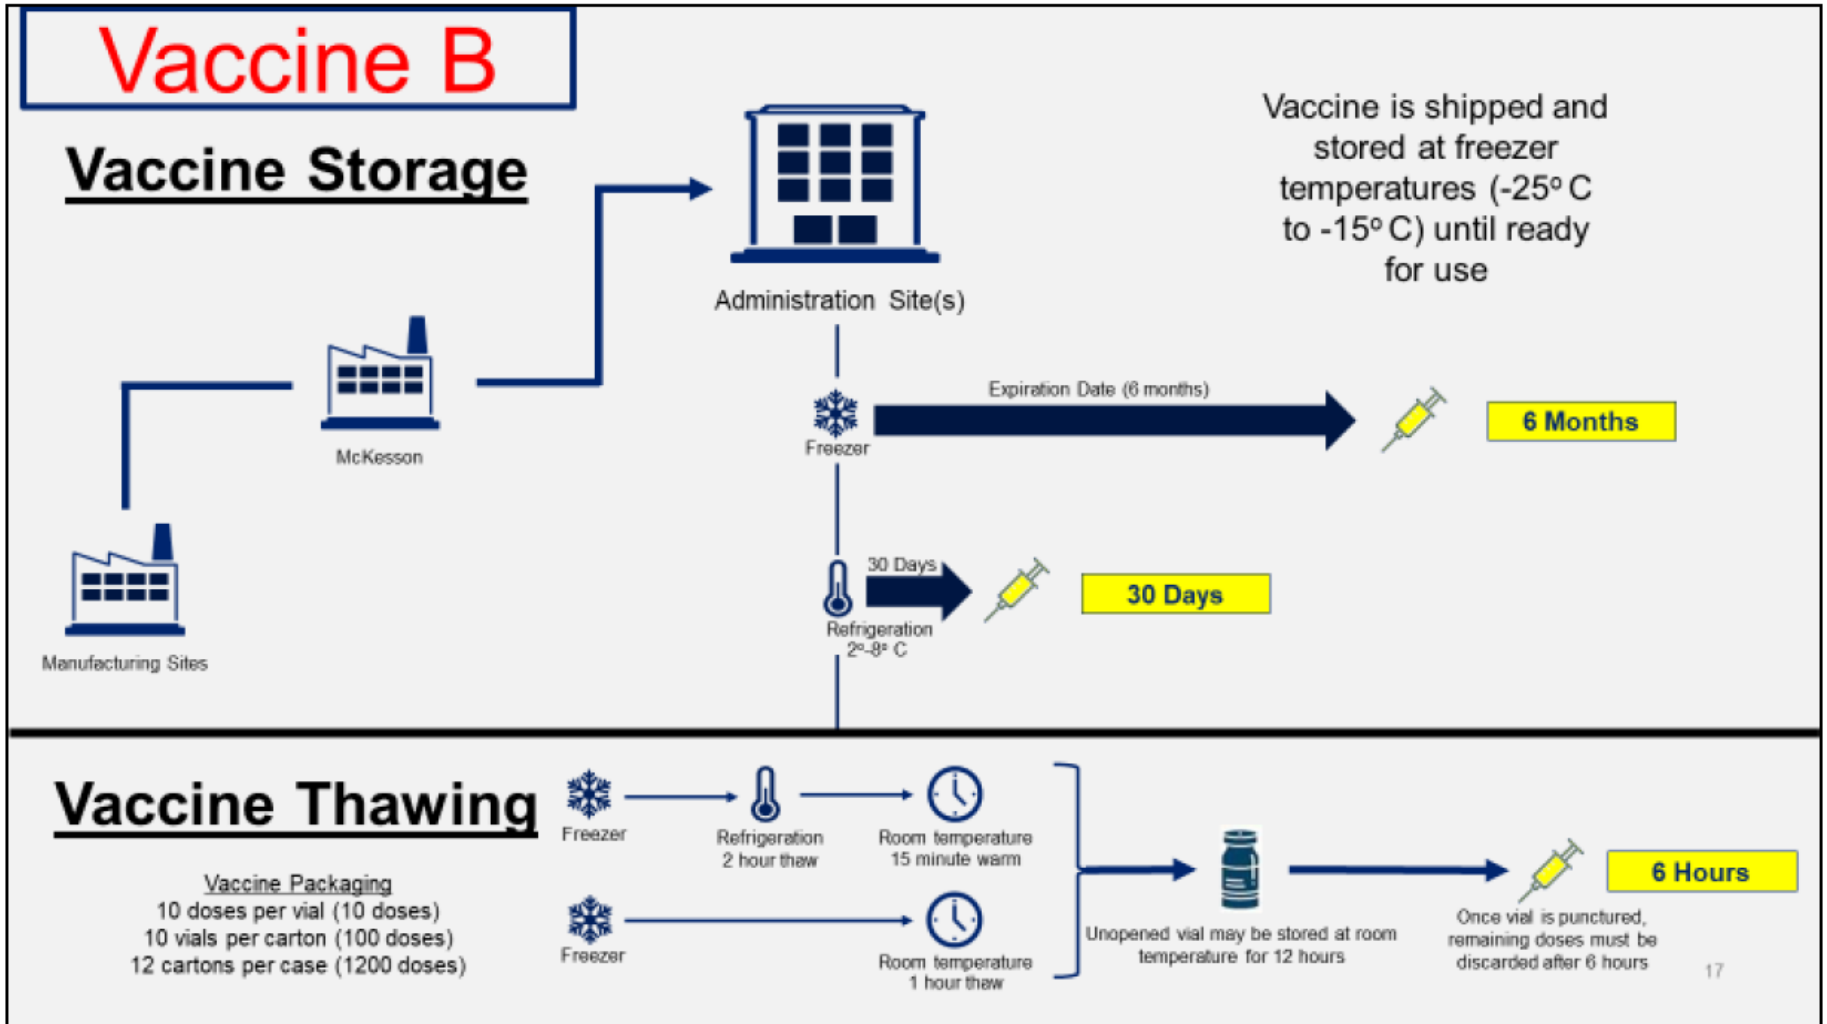 Vaccine B
Vaccine Storage
Vaccine is shipped and
stored at freezer
temperatures (-25º C
to -15º C) until ready
for use
Administration Site(s)
McKesson
Manufacturing Sites
Expiration Date (6 months)
Freezer
6 Months
30 Days
Refrigeration
2º-8º C
30 Days
Vaccine Thawing
Vaccine Packaging
10 doses per vial (10 doses)
10 vials per carton (100 doses)
12 cartons per case (1200 doses)
Freezer
Refrigeration
2 hour thaw
Room temperature
15 minute warm
Freezer
Room temperature
1 hour thaw
Unopened vial may be stored at room
temperature for 12 hours
6 Hours
Once vial is punctured,
remaining doses must be
discarded after 6 hours
17